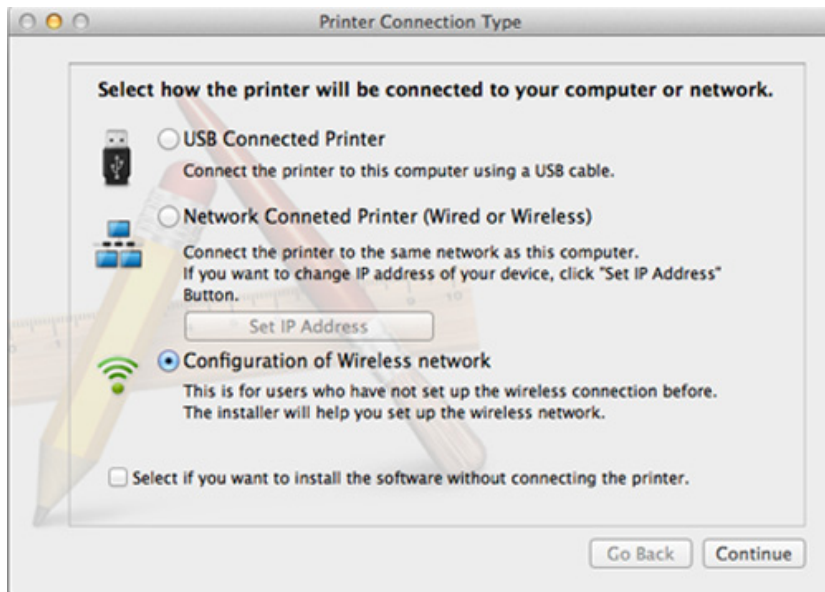 Printer Connection Type
Select how the printer will be connected to your computer or network.
USB Connected Printer
Connect the printer to this computer using a USB cable.
Network Conneted Printer (Wired or Wireless)
Connect the printer to the same network as this computer.
If you want to change IP address of your device, click "Set IP Address"
Button.
Set IP Address
Configuration of Wireless network
This is for users who have not set up the wireless connection before.
The installer will help you set up the wireless network.
Select if you want to install the software without connecting the printer.
Go Back
Continue